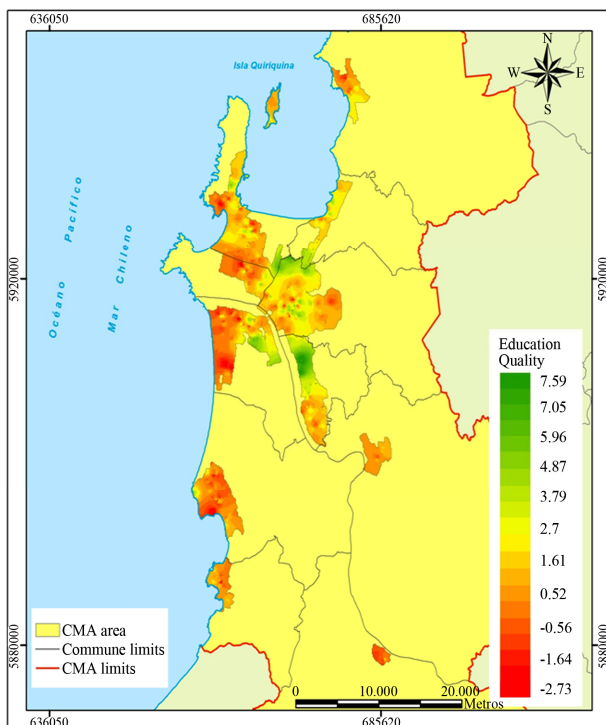 636050 685620
Isla Quiriquina
N
W E
S
Océano Pacífico
Mar Chileno
5920000 5920000
Education
Quality
7.59
7.05
5.96
4.87
3.79
2.7
1.61
0.52
-0.56
-1.64
-2.73
CMA area
Commune limits
CMA limits
5880000 5880000
0 10.000 20.000
Metros
636050 685620